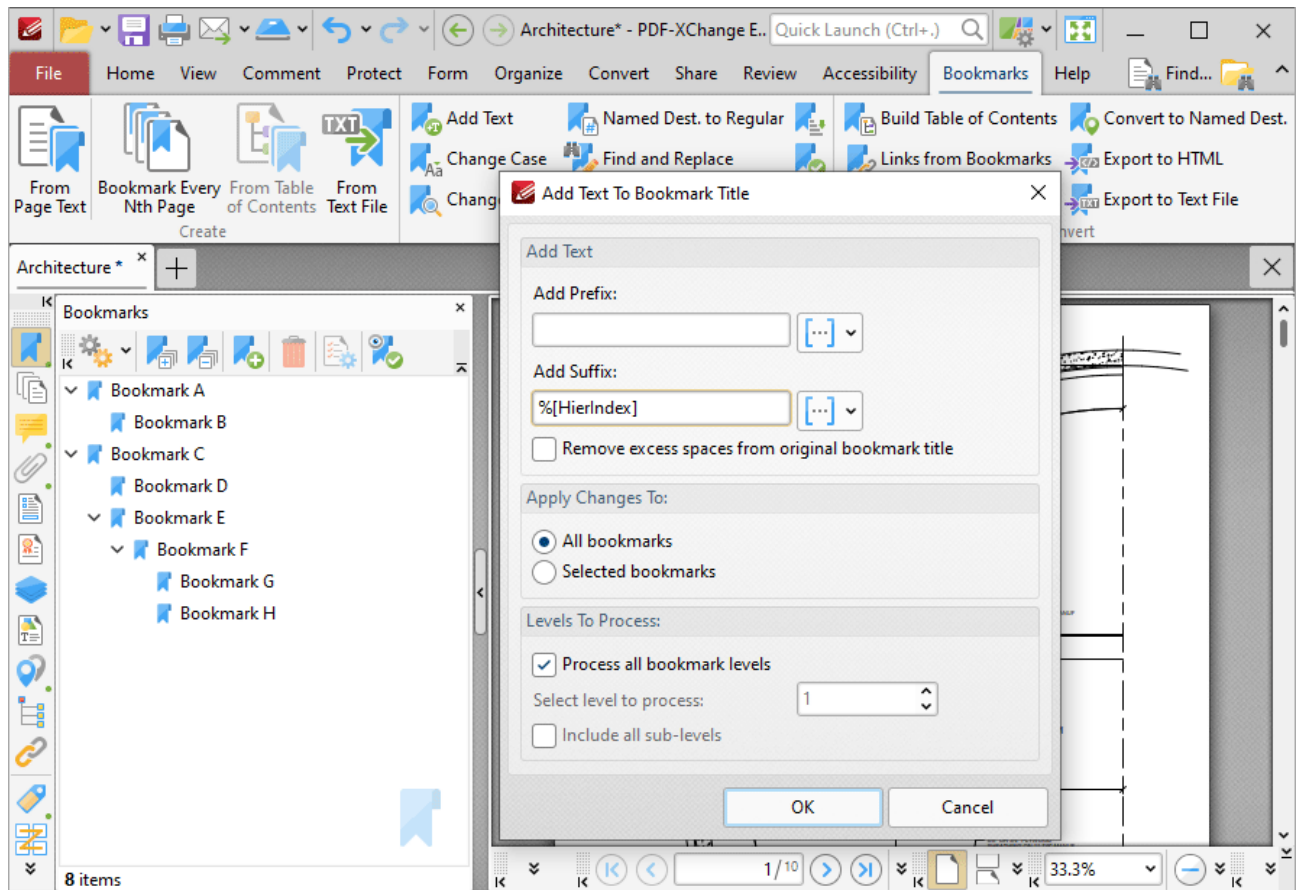 Architecture* - PDF-XChange E..
Quick Launch (Ctrl+.)
File Home View Comment Protect Form Organize Convert Share Review Accessibility Bookmarks Help Find...
From Page Text
Bookmark Every Nth Page
From Table of Contents
TXT
From Text File
Create
Add Text
Named Dest. to Regular
Build Table of Contents
Convert to Named Dest.
Change Case
Find and Replace
Links from Bookmarks
Export to HTML
Chang
Export to Text File
nvert
Architecture *
Bookmarks
Bookmark A
Bookmark B
Bookmark C
Bookmark D
Bookmark E
Bookmark F
Bookmark G
Bookmark H
8 items
Add Text To Bookmark Title
Add Text
Add Prefix:
Add Suffix:
%[HierIndex]
Remove excess spaces from original bookmark title
Apply Changes To:
All bookmarks
Selected bookmarks
Levels To Process:
Process all bookmark levels
Select level to process:
1
Include all sub-levels
OK
Cancel
1/10
33.3%